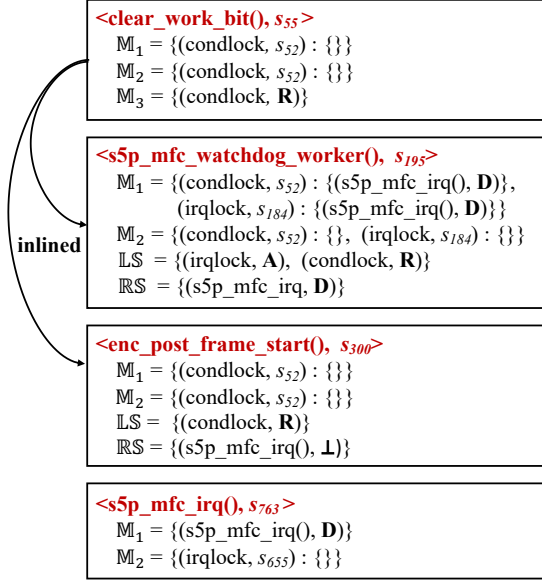 <clear_work_bit(), s55>
𝕄1 = {(condlock, s52) : {}}
𝕄2 = {(condlock, s52) : {}}
𝕄3 = {(condlock, R)}
<s5p_mfc_watchdog_worker(), s195>
𝕄1 = {(condlock, s52) : {(s5p_mfc_irq(), D)},
(irqlock, s184) : {(s5p_mfc_irq(), D)}}
𝕄2 = {(condlock, s52) : {}, (irqlock, s184) : {}}
inlined
𝕃𝕊 = {(irqlock, A), (condlock, R)}
ℝ𝕊 = {(s5p_mfc_irq, D)}
<enc_post_frame_start(), s300>
𝕄1 = {(condlock, s52) : {}}
𝕄2 = {(condlock, s52) : {}}
𝕃𝕊 = {(condlock, R)}
ℝ𝕊 = {(s5p_mfc_irq(), ⊥)}
<s5p_mfc_irq(), s763>
𝕄1 = {(s5p_mfc_irq(), D)}
𝕄2 = {(irqlock, s655) : {}}